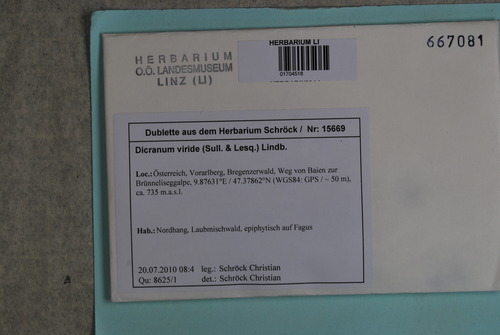 HERBARIUM
O.Ö. LANDESMUSEUM
LINZ (LI)
HERBARIUM LI
01704518
667081
Dublette aus dem Herbarium Schröck / Nr: 15669
Dicranum viride (Sull. & Lesq.) Lindb.
Loc.: Österreich, Vorarlberg, Bregenzerwald, Weg von Baien zur
Brünneliseggalpe, 9.87631°E / 47.37862°N (WGS84: GPS / ~ 50 m),
ca. 735 m.a.s.l.
Hab.: Nordhang, Laubmischwald, epiphytisch auf Fagus
20.07.2010 08:4 leg.: Schröck Christian
Qu: 8625/1 det.: Schröck Christian